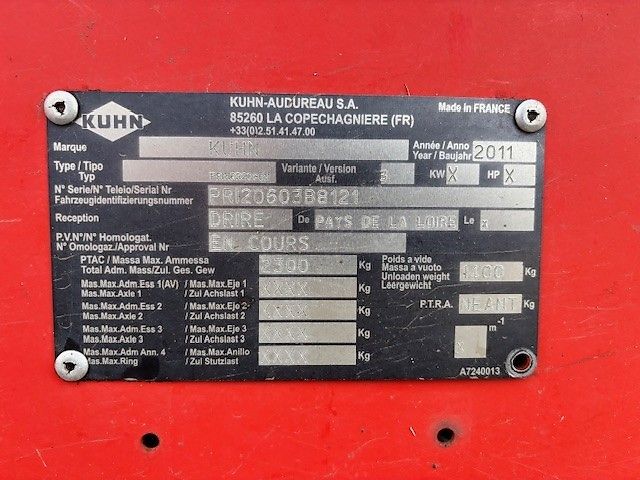 KUHN
KUHN-AUDUREAU S.A.
85260 LA COPECHAGNIERE (FR)
+33(0)2.51.41.47.00
Made in FRANCE
Marque KUHN Année / Anno 2011
Year / Baujahr
Type / Tipo Variante / Version 3 KW X HP X
Typ Ausf.
N° Serie/N° Teleio/Serial Nr PRI20603B8121
Fahrzeugidentifizierungsnummer
Reception DRIRE De PAYS DE LA LOIRE Le x
P.V.N°/N° Homologat. EN COURS
N° Omologaz./Approval Nr
PTAC / Massa Max. Ammessa 2300 Kg Poids a vide Kg
Total Adm. Mass/Zul. Ges. Gew Massa a vuoto
Unloaden weight
Leergewicht
Mas.Max.Adm.Ess 1(AV) / Mas.Max.Eje 1 XXXX Kg
Mas.Max.Axle 1 / Zul Achslast 1
P.T.R.A. NEANT Kg
Mas.Max.Adm.Ess 2 / Mas.Max.Eje 2 XXXX Kg
Mas.Max.Axle 2 / Zul Achslast 2
Mas.Max.Adm.Ess 3 / Mas.Max.Eje 3 XXXX Kg
Mas.Max.Axle 3 / Zul Achslast 3
x m-1
Mas.Max.Adm Ann. 4 / Mas.Max.Anillo XXXX Kg
Mas.Max.Ring / Zul Stutzlast
A7240013